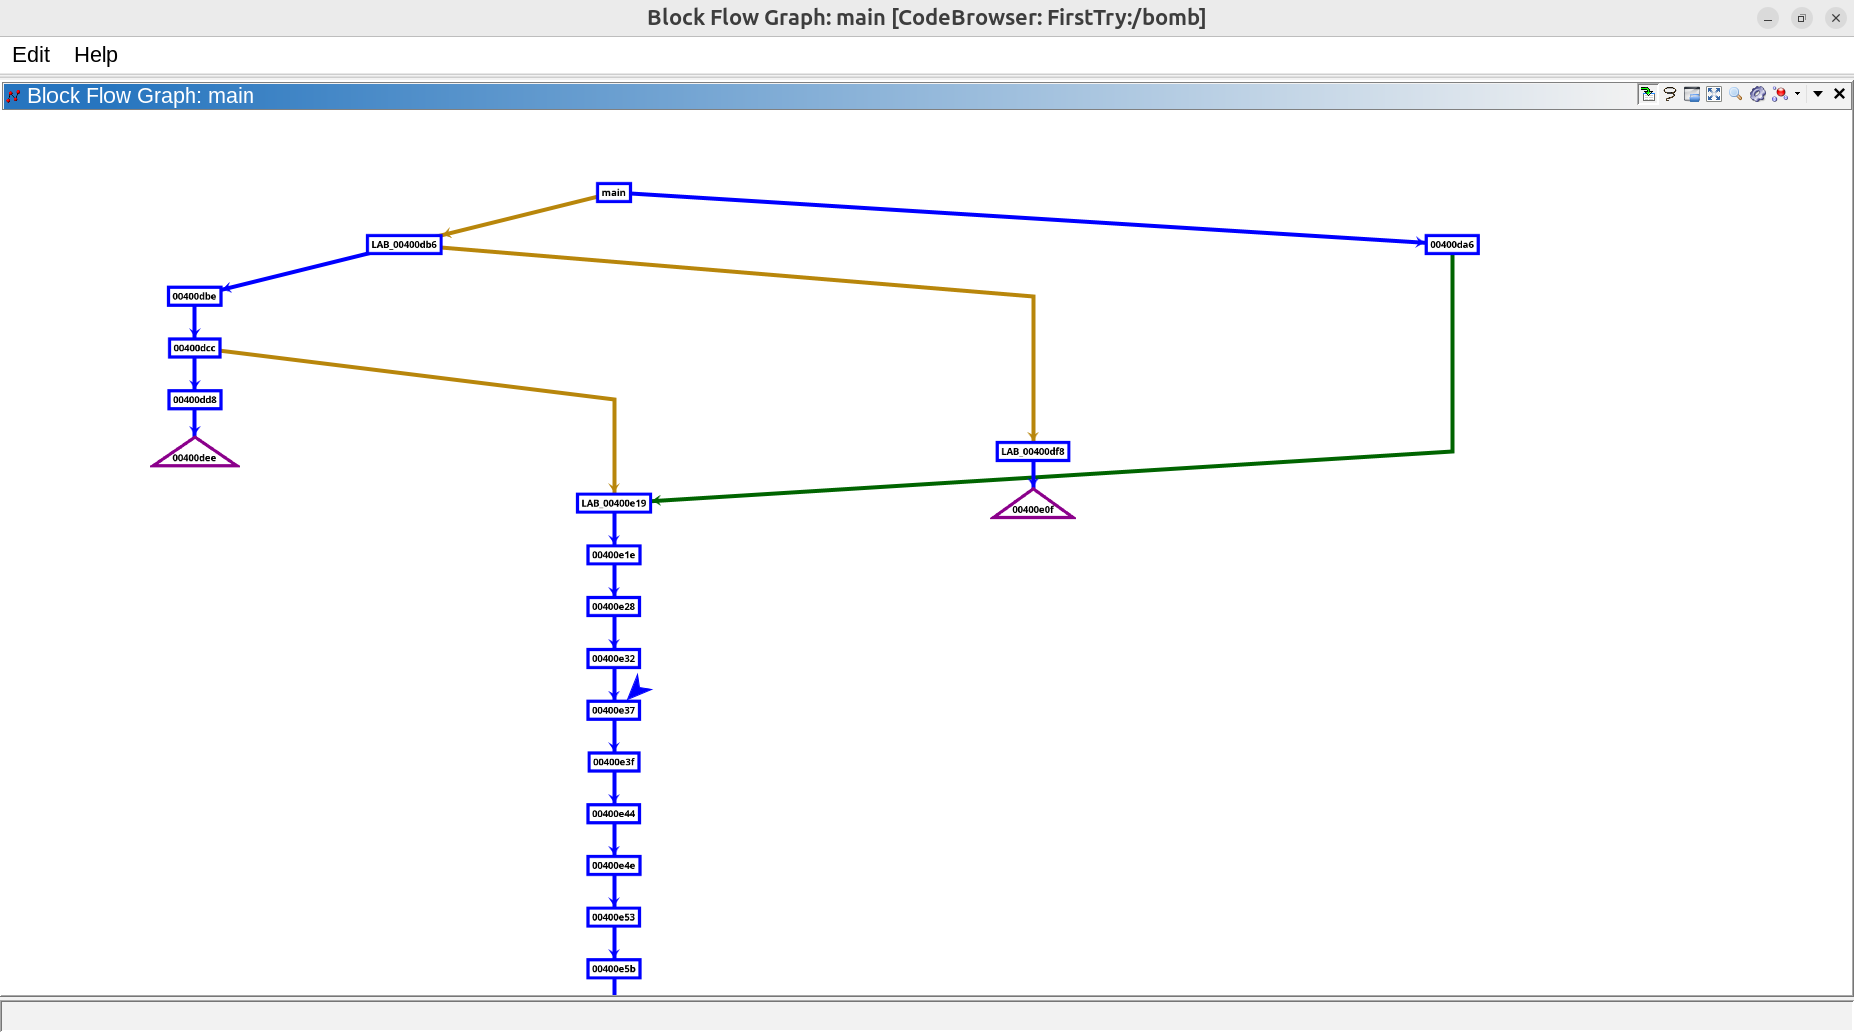 Block Flow Graph: main [CodeBrowser: FirstTry:/bomb]
Edit Help
Block Flow Graph: main
main
LAB_00400db6
00400da6
00400dbe
00400dcc
00400dd8
00400dee
LAB_00400df8
00400e0f
LAB_00400e19
00400e1e
00400e28
00400e32
00400e37
00400e3f
00400e44
00400e4e
00400e53
00400e5b